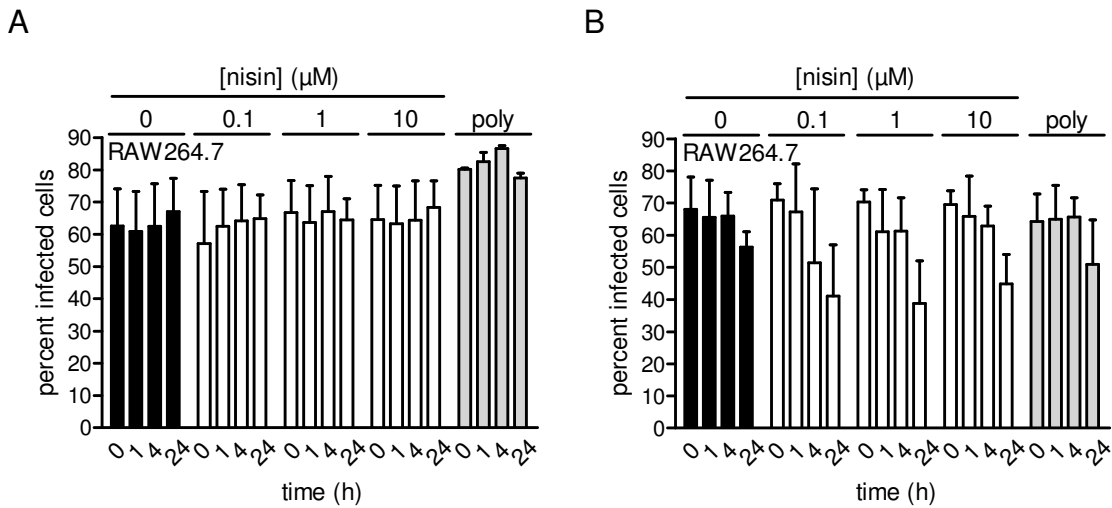 A
[nisin] (µM)
0 0.1 1 10 poly
RAW264.7
percent infected cells
90
80
70
60
50
40
30
20
10
0
0 1 4 24 0 1 4 24 0 1 4 24 0 1 4 24 0 1 4 24
time (h)
B
[nisin] (µM)
0 0.1 1 10 poly
RAW264.7
percent infected cells
90
80
70
60
50
40
30
20
10
0
0 1 4 24 0 1 4 24 0 1 4 24 0 1 4 24 0 1 4 24
time (h)